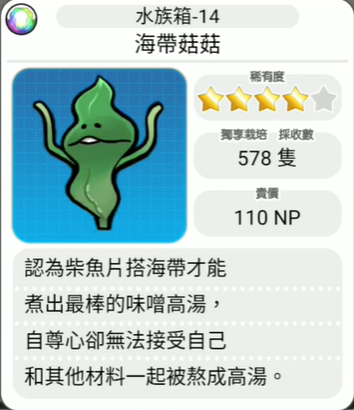 水族箱-14
海帶菇菇
稀有度
獨享栽培 採收數
578 隻
賣價
110 NP
認為柴魚片搭海帶才能
煮出最棒的味噌高湯，
自尊心卻無法接受自己
和其他材料一起被熬成高湯。